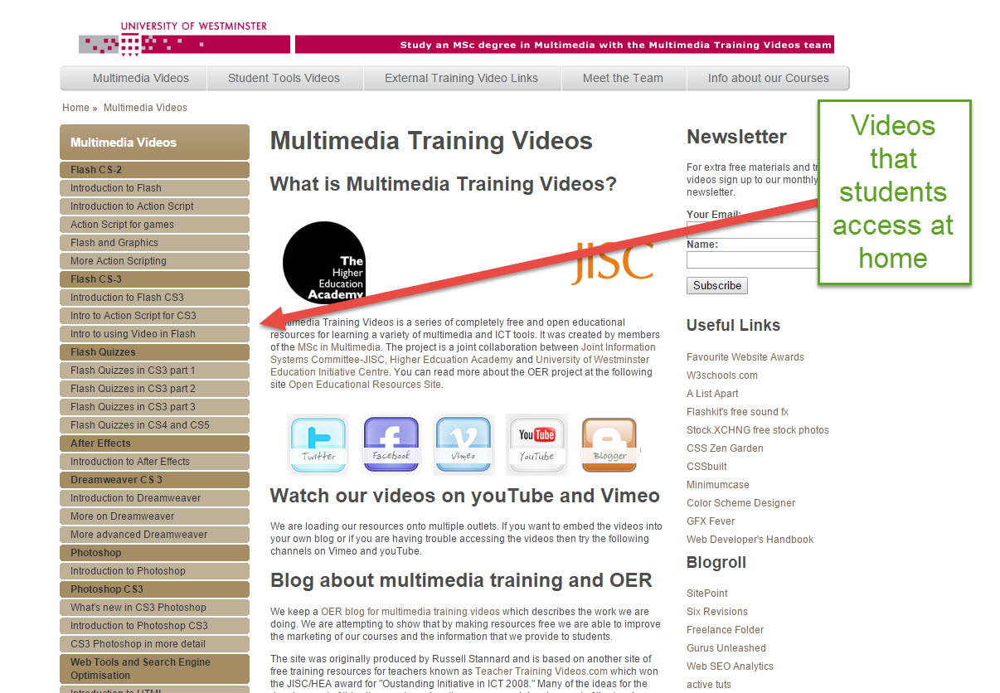 UNIVERSITY OF WESTMINSTER
Study an MSc degree in Multimedia with the Multimedia Training Videos team
Multimedia Videos
Student Tools Videos
External Training Video Links
Meet the Team
Info about our Courses
Home » Multimedia Videos
Multimedia Videos
Flash CS-2
Introduction to Flash
Introduction to Action Script
Action Script for games
Flash and Graphics
More Action Scripting
Flash CS-3
Introduction to Flash CS3
Intro to Action Script for CS3
Intro to using Video in Flash
Flash Quizzes
Flash Quizzes in CS3 part 1
Flash Quizzes in CS3 part 2
Flash Quizzes in CS3 part 3
Flash Quizzes in CS4 and CS5
After Effects
Introduction to After Effects
Dreamweaver CS 3
Introduction to Dreamweaver
More on Dreamweaver
More advanced Dreamweaver
Photoshop
Introduction to Photoshop
Photoshop CS3
What's new in CS3 Photoshop
Introduction to Photoshop CS3
CS3 Photoshop in more detail
Web Tools and Search Engine
Optimisation
Introduction to HTML
Multimedia Training Videos
What is Multimedia Training Videos?
The
Higher
Education
Academy
JISC
Training Videos is a series of completely free and open educational
resources for learning a variety of multimedia and ICT tools. It was created by members
of the MSc in Multimedia. The project is a joint collaboration between Joint Information
Systems Committee-JISC, Higher Edcuation Academy and University of Westminster
Education Initiative Centre. You can read more about the OER project at the following
site Open Educational Resources Site.
Twitter
Facebook
Vimeo
You Tube
YouTube
Blogger
Watch our videos on youTube and Vimeo
We are loading our resources onto multiple outlets. If you want to embed the videos into
your own blog or if you are having trouble accessing the videos then try the following
channels on Vimeo and youTube.
Blog about multimedia training and OER
We keep a OER blog for multimedia training videos which describes the work we are
doing. We are attempting to show that by making resources free we are able to improve
the marketing of our courses and the information that we provide to students.
The site was originally produced by Russell Stannard and is based on another site of
free training resources for teachers known as Teacher Training Videos.com which won
the JISC/HEA award for "Oustanding Initiative in ICT 2008." Many of the ideas for the
Newsletter
For extra free materials and
videos sign up to our monthly
newsletter.
Your Email:
Name:
Subscribe
Useful Links
Favourite Website Awards
W3schools.com
A List Apart
Flashkit's free sound fx
Stock.XCHNG free stock photos
CSS Zen Garden
CSSbuilt
Minimumcase
Color Scheme Designer
GFX Fever
Web Developer's Handbook
Blogroll
SitePoint
Six Revisions
Freelance Folder
Gurus Unleashed
Web SEO Analytics
active tuts
Videos
that
students
access at
home